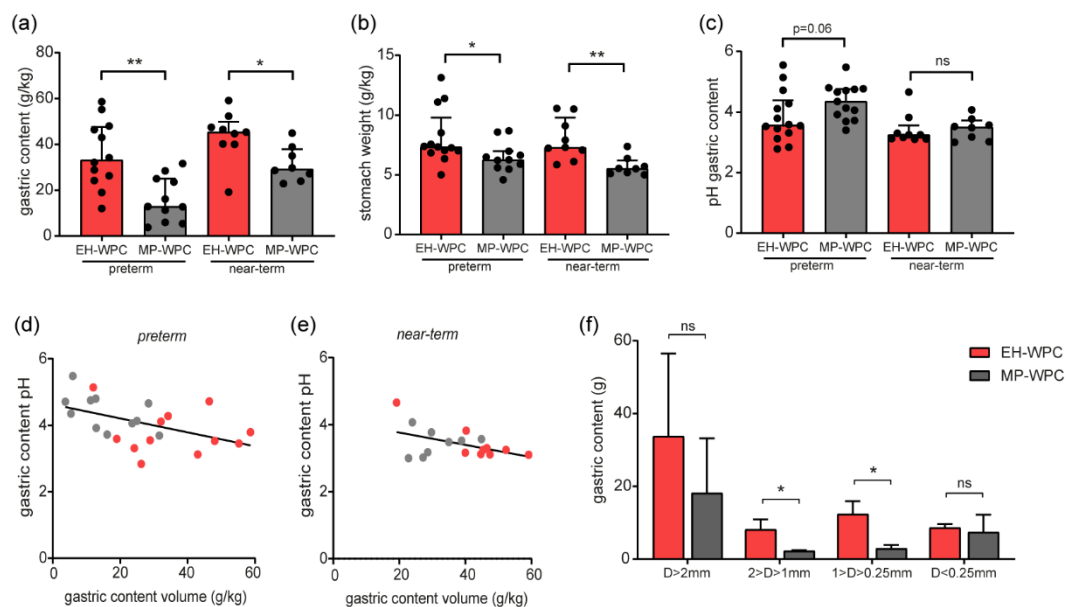 (a)
gastric content (g/kg)
80
60
40
20
0
**
*
EH-WPC MP-WPC EH-WPC MP-WPC
preterm near-term
(b)
stomach weight (g/kg)
15
10
5
0
*
**
EH-WPC MP-WPC EH-WPC MP-WPC
preterm near-term
(c)
pH gastric content
6
4
2
0
p=0.06
ns
EH-WPC MP-WPC EH-WPC MP-WPC
preterm near-term
(d)
preterm
gastric content pH
6
4
2
0
0 20 40 60
gastric content volume (g/kg)
(e)
near-term
gastric content pH
6
4
2
0
0 20 40 60
gastric content volume (g/kg)
(f)
gastric content (g)
60
40
20
0
ns
*
*
ns
D>2mm 2>D>1mm 1>D>0.25mm D<0.25mm
EH-WPC
MP-WPC